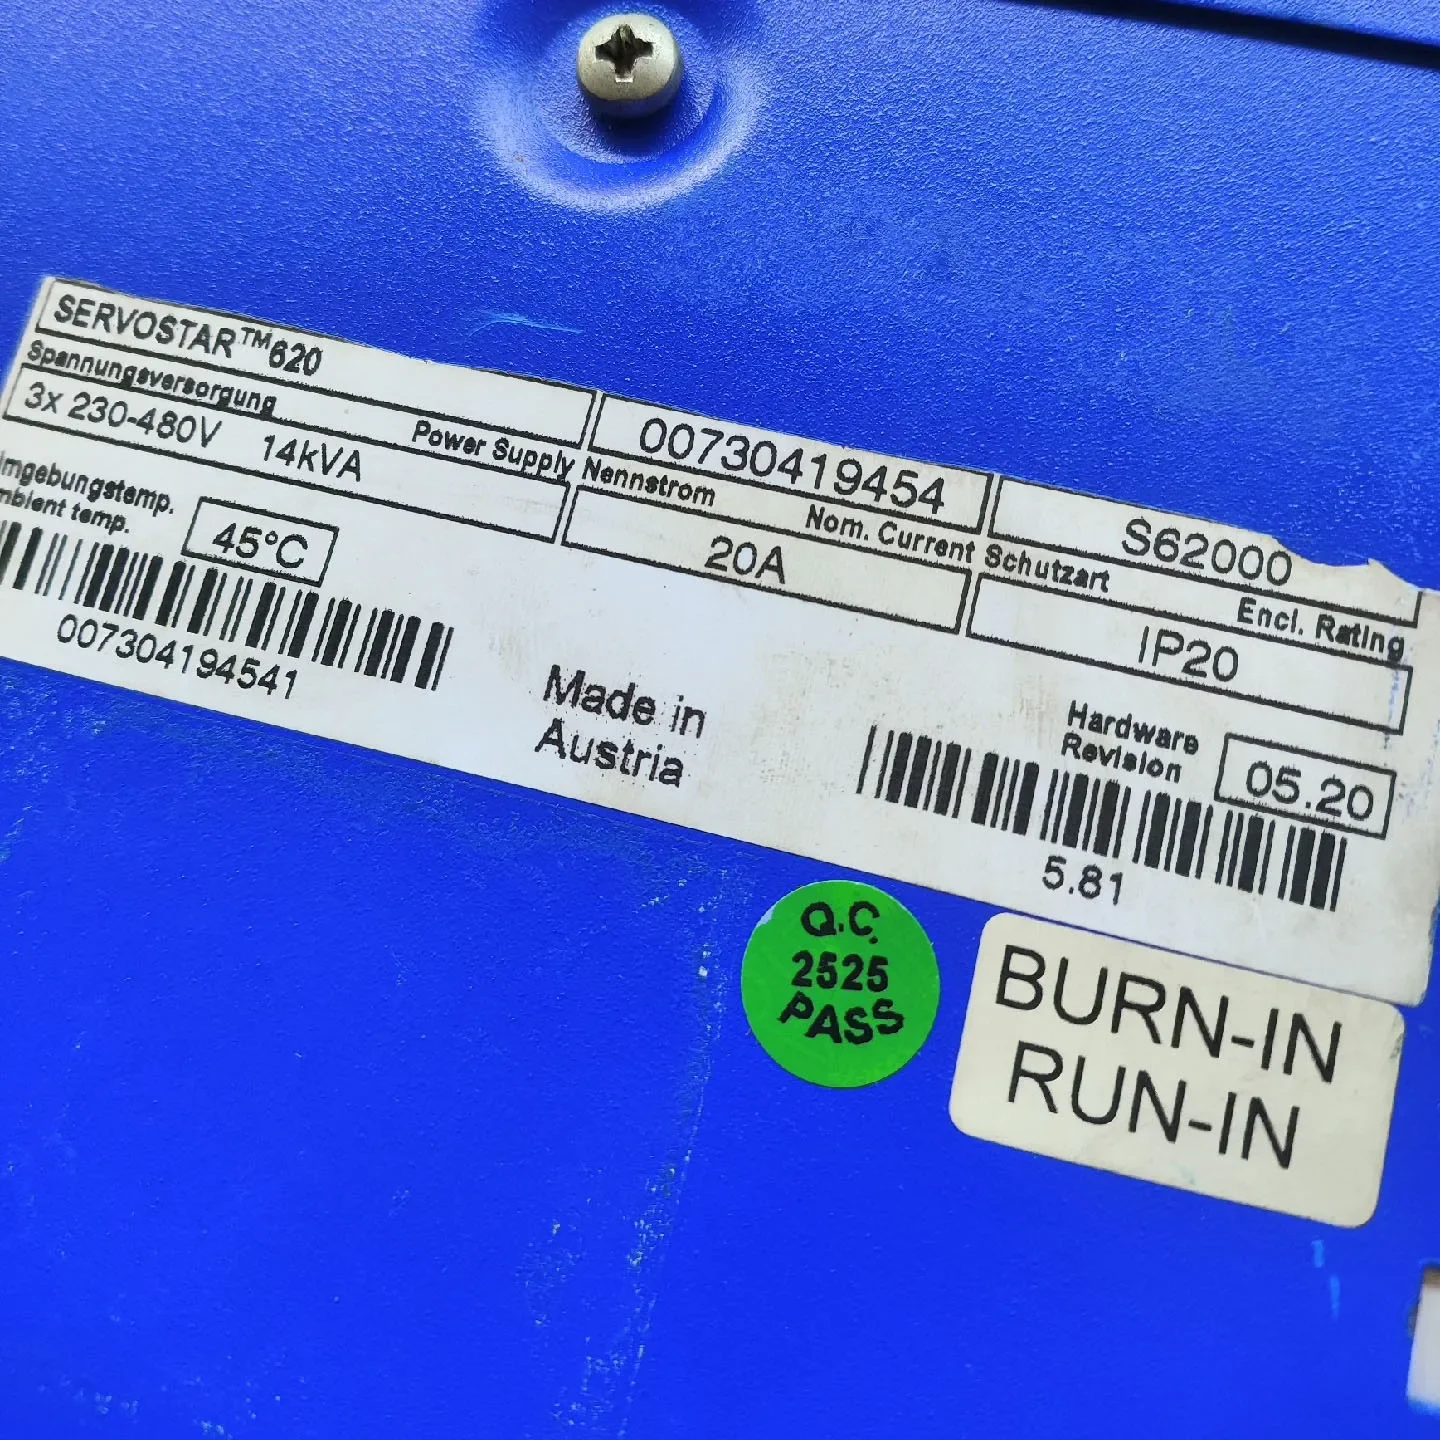 SERVOSTAR™620
00730419454
S62000
Spannungsversorgung Power Supply
Nennstrom Nom. Current
Schutzart Encl. Rating
3x 230-480V 14kVA
20A
IP20
mgebungstemp.
mbient temp.
45°C
007304194541
Made in
Austria
Hardware
Revision
05.20
5.81
Q.C.
2525
PASS
BURN-IN
RUN-IN